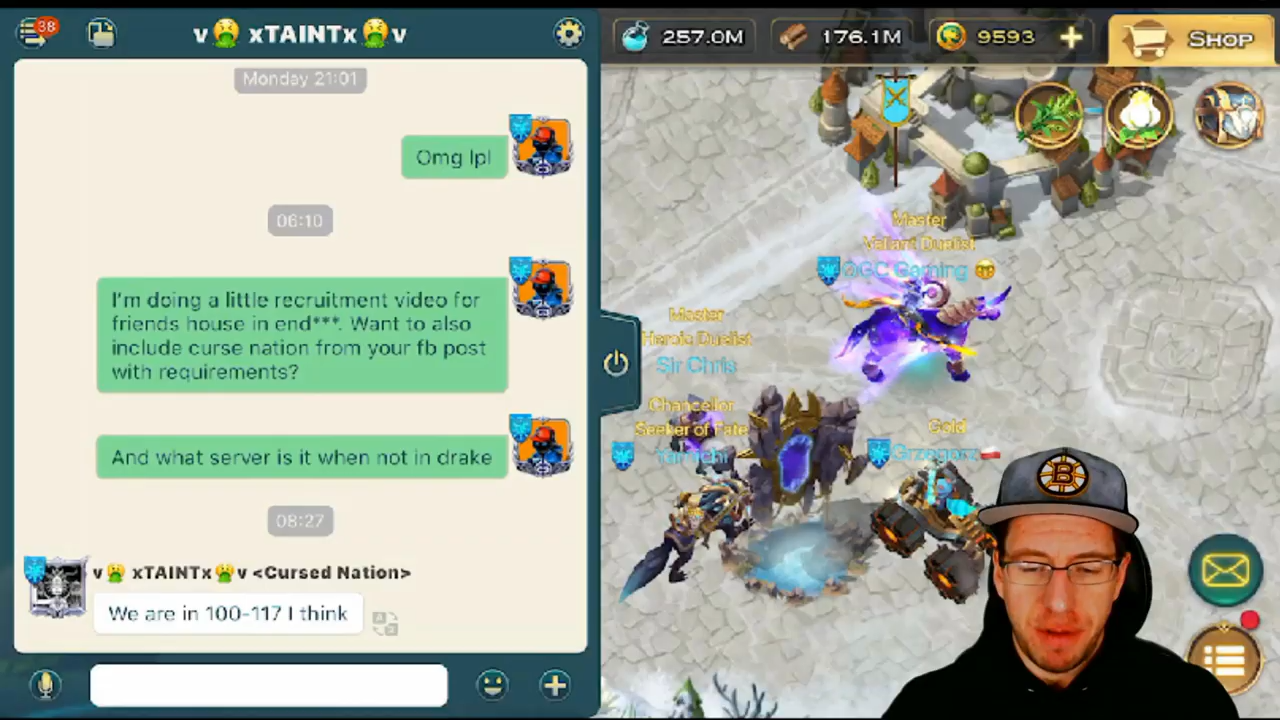 38
v🤮 xTAINTx🤮v
257.0M
176.1M
9593
SHOP
Monday 21:01
Omg lpl
06:10
I'm doing a little recruitment video for
friends house in end***. Want to also
include curse nation from your fb post
with requirements?
And what server is it when not in drake
08:27
v🤮 xTAINTx🤮v <Cursed Nation>
We are in 100-117 I think
Master
Valiant Duelist
OGC Gaming
Master
Heroic Duelist
Sir Chris
Chancellor
Seeker of Fate
Gold
Grzegorz
B